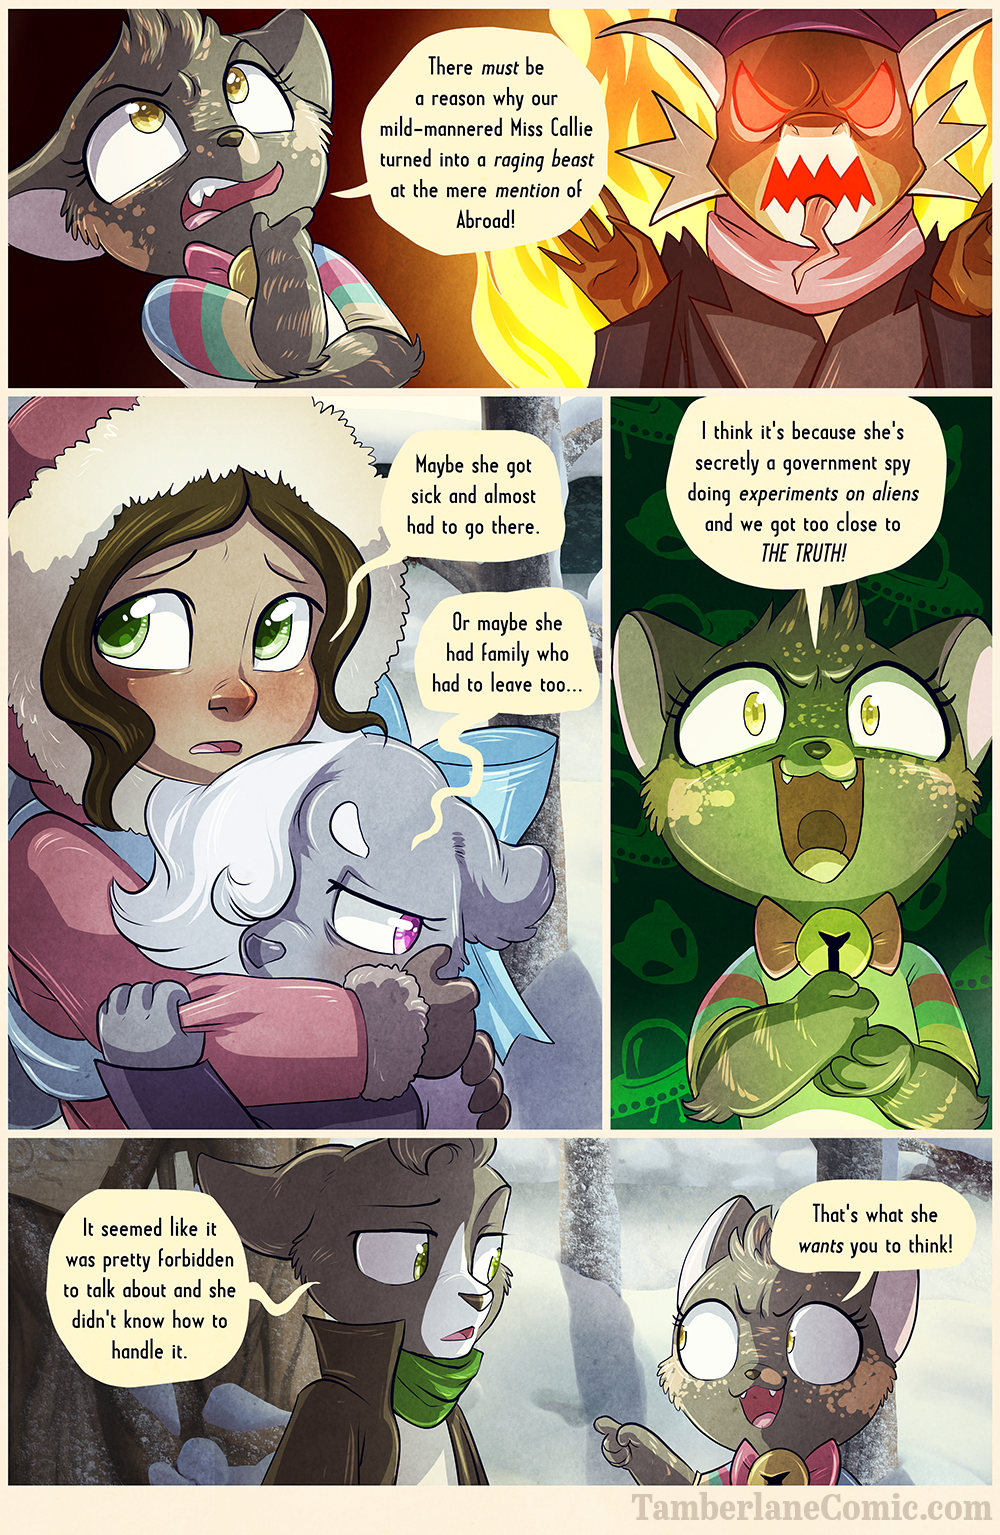 There must be
a reason why our
mild-mannered Miss Callie
turned into a raging beast
at the mere mention of
Abroad!
Maybe she got
sick and almost
had to go there.
Or maybe she
had family who
had to leave too...
I think it's because she's
secretly a government spy
doing experiments on aliens
and we got too close to
THE TRUTH!
It seemed like it
was pretty forbidden
to talk about and she
didn't know how to
handle it.
That's what she
wants you to think!
TamberlaneComic.com